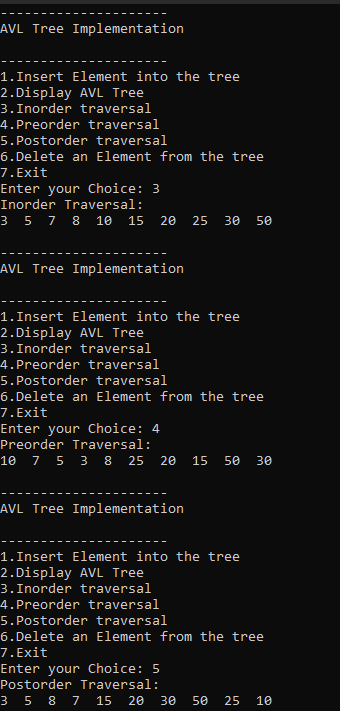 ---------------------
AVL Tree Implementation
---------------------
1.Insert Element into the tree
2.Display AVL Tree
3.Inorder traversal
4.Preorder traversal
5.Postorder traversal
6.Delete an Element from the tree
7.Exit
Enter your Choice: 3
Inorder Traversal:
3  5  7  8  10  15  20  25  30  50
---------------------
AVL Tree Implementation
---------------------
1.Insert Element into the tree
2.Display AVL Tree
3.Inorder traversal
4.Preorder traversal
5.Postorder traversal
6.Delete an Element from the tree
7.Exit
Enter your Choice: 4
Preorder Traversal:
10  7  5  3  8  25  20  15  50  30
---------------------
AVL Tree Implementation
---------------------
1.Insert Element into the tree
2.Display AVL Tree
3.Inorder traversal
4.Preorder traversal
5.Postorder traversal
6.Delete an Element from the tree
7.Exit
Enter your Choice: 5
Postorder Traversal:
3  5  8  7  15  20  30  50  25  10